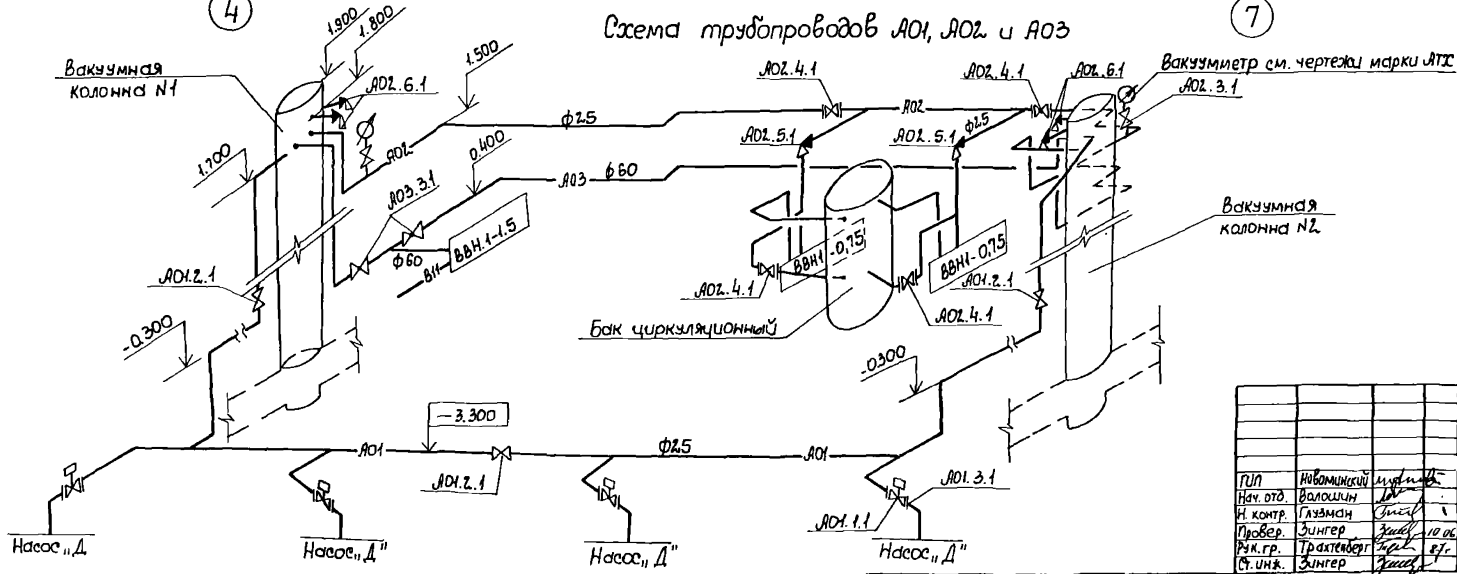 4
Схема трубопроводов А01, А02 и А03
7
1.900
1.800
1.500
Вакуумная
колонна N1
А02.6.1
А02.4.1
А02.4.1
А02.6.1
Вакуумметр см. чертежи марки АТХ
А02.3.1
ф25
А02
А02
А02.5.1
А02.5.1
ф25
1.700
0.400
А03
ф60
А03.3.1
Вакуумная
колонна N2
ф60
В11
ВВН.1-1.5
ВВН1-0,75
ВВН1-0,75
А01.2.1
А02.4.1
А01.2.1
А02.4.1
Бак циркуляционный
-0.300
-0.300
-3.300
А01
ф25
А01
А01.2.1
А01.3.1
А01.1.1
Насос „Д
Насос „Д"
Насос „Д"
Насос „Д"
ГИП Новоминский
Нач. отд. Волошин
Н. контр. Глузман
Провер. Зингер 10.06
Рук. гр. Трахтенберг 87г
Ст. инж. Зингер